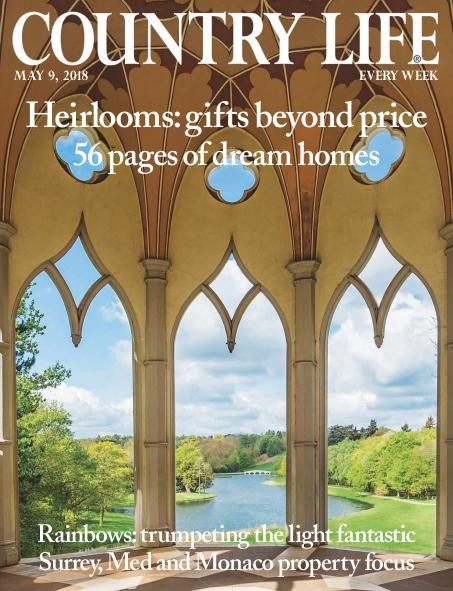 COUNTRY LIFE®
MAY 9, 2018
EVERY WEEK
Heirlooms: gifts beyond price
56 pages of dream homes
Rainbows: trumpeting the light fantastic
Surrey, Med and Monaco property focus